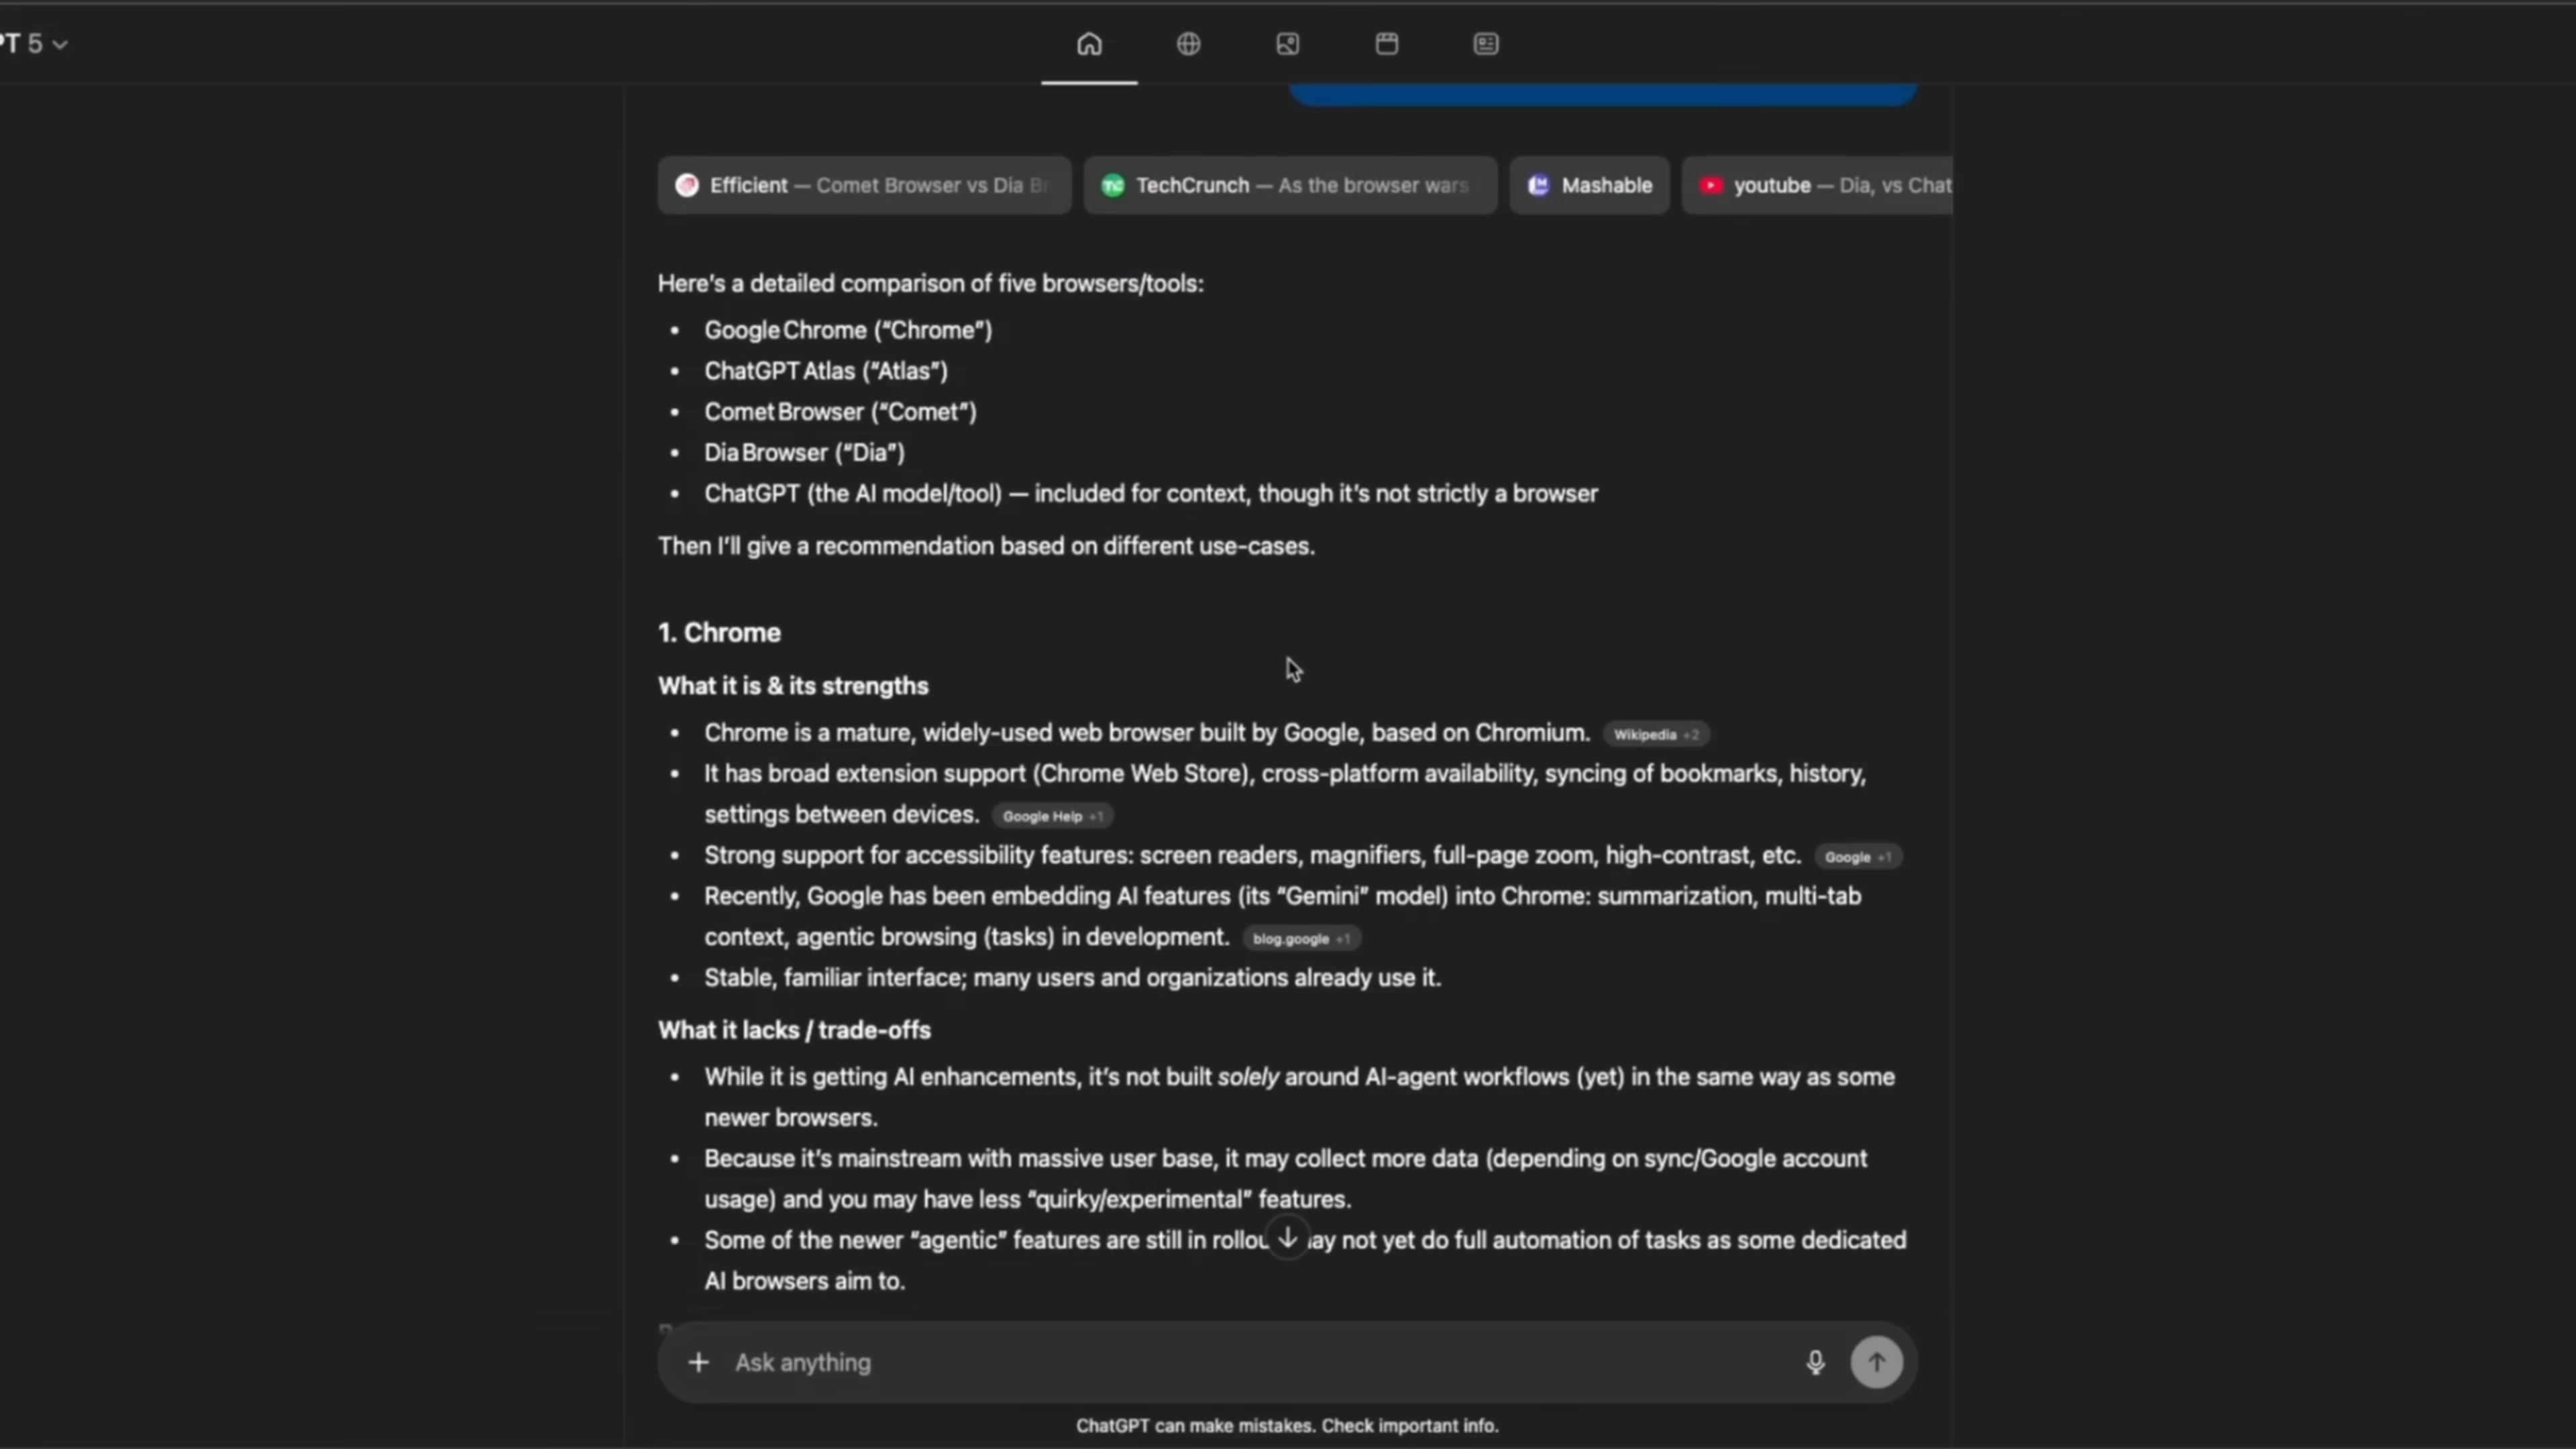 PT 5
Efficient — Comet Browser vs Dia Br
TechCrunch — As the browser wars
Mashable
youtube — Dia, vs Chat
Here's a detailed comparison of five browsers/tools:
• Google Chrome (“Chrome”)
• ChatGPT Atlas (“Atlas”)
• Comet Browser (“Comet”)
• Dia Browser (“Dia”)
• ChatGPT (the AI model/tool) — included for context, though it’s not strictly a browser
Then I’ll give a recommendation based on different use-cases.
1. Chrome
What it is & its strengths
• Chrome is a mature, widely-used web browser built by Google, based on Chromium. Wikipedia +2
• It has broad extension support (Chrome Web Store), cross-platform availability, syncing of bookmarks, history,
settings between devices. Google Help +1
• Strong support for accessibility features: screen readers, magnifiers, full-page zoom, high-contrast, etc. Google +1
• Recently, Google has been embedding AI features (its “Gemini” model) into Chrome: summarization, multi-tab
context, agentic browsing (tasks) in development. blog.google +1
• Stable, familiar interface; many users and organizations already use it.
What it lacks / trade-offs
• While it is getting AI enhancements, it’s not built solely around AI-agent workflows (yet) in the same way as some
newer browsers.
• Because it’s mainstream with massive user base, it may collect more data (depending on sync/Google account
usage) and you may have less “quirky/experimental” features.
• Some of the newer “agentic” features are still in rollou ay not yet do full automation of tasks as some dedicated
AI browsers aim to.
Ask anything
ChatGPT can make mistakes. Check important info.